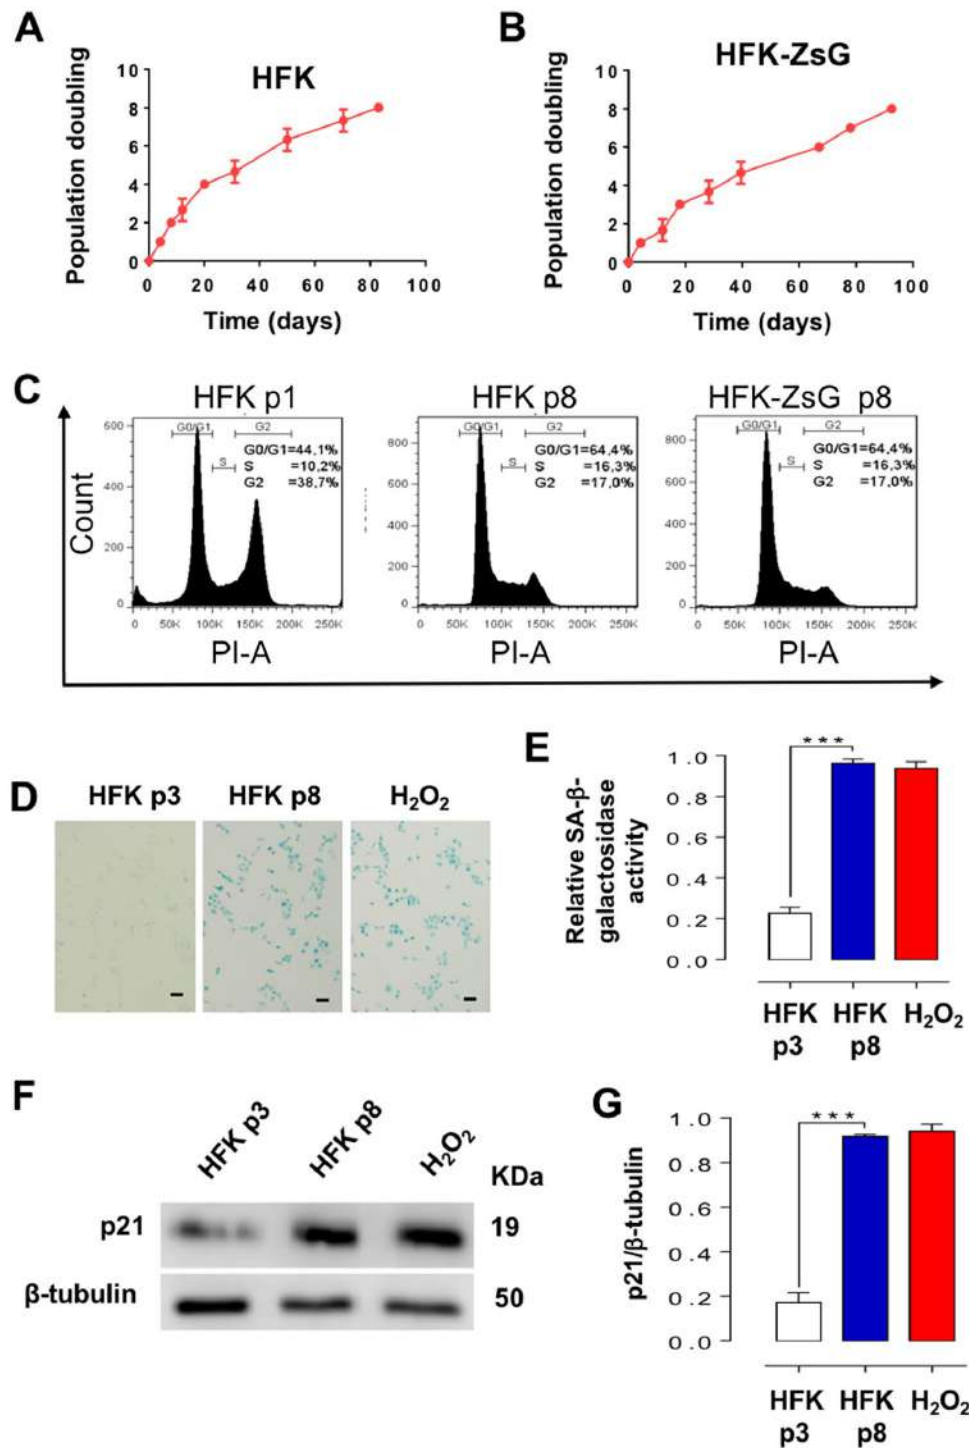 A
HFK
Population doubling
10
8
6
4
2
0
0 20 40 60 80 100
Time (days)
B
HFK-ZsG
Population doubling
10
8
6
4
2
0
0 20 40 60 80 100
Time (days)
C
Count
HFK p1
G0/G1 G2
S
G0/G1=44,1%
S =10,2%
G2 =38,7%
600
400
200
0
0 50K 100K 150K 200K 250K
PI-A
HFK p8
G0/G1 G2
S
G0/G1=64,4%
S =16,3%
G2 =17,0%
800
600
400
200
0
0 50K 100K 150K 200K 250K
PI-A
HFK-ZsG p8
G0/G1 G2
S
G0/G1=64,4%
S =16,3%
G2 =17,0%
800
600
400
200
0
0 50K 100K 150K 200K 250K
PI-A
D
HFK p3 HFK p8 H₂O₂
E
Relative SA-β-
galactosidase
activity
1.0
0.8
0.6
0.4
0.2
0.0
***
HFK HFK H₂O₂
p3 p8
F
HFK p3 HFK p8 H₂O₂
KDa
p21 19
β-tubulin 50
G
p21/β-tubulin
1.0
0.8
0.6
0.4
0.2
0.0
***
HFK HFK H₂O₂
p3 p8